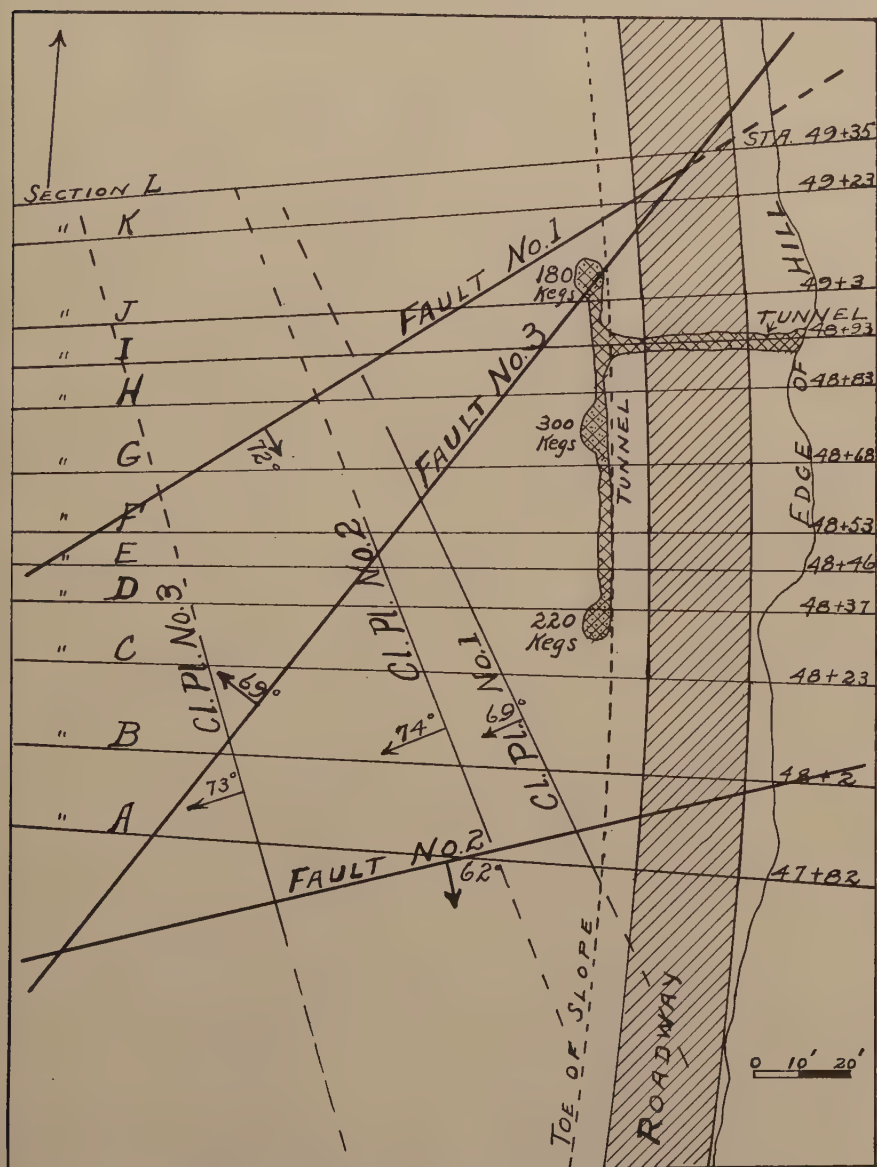 STA. 49+35
SECTION L
49+23
" K
FAULT No.1
180
Kegs
49+3
" J
TUNNEL
48+93
" I
FAULT No.3
48+83
" H
300
Kegs
TUNNEL
EDGE OF HILL
72°
48+68
" G
" F
48+53
" E
48+46
Cl. Pl. No.2
" D
48+37
Cl. Pl. No.3
220
Kegs
" C
48+23
Cl. Pl. No.1
69°
69°
74°
" B
48+2
73°
" A
FAULT No.2
62°
47+82
TOE OF SLOPE
ROADWAY
0 10' 20'